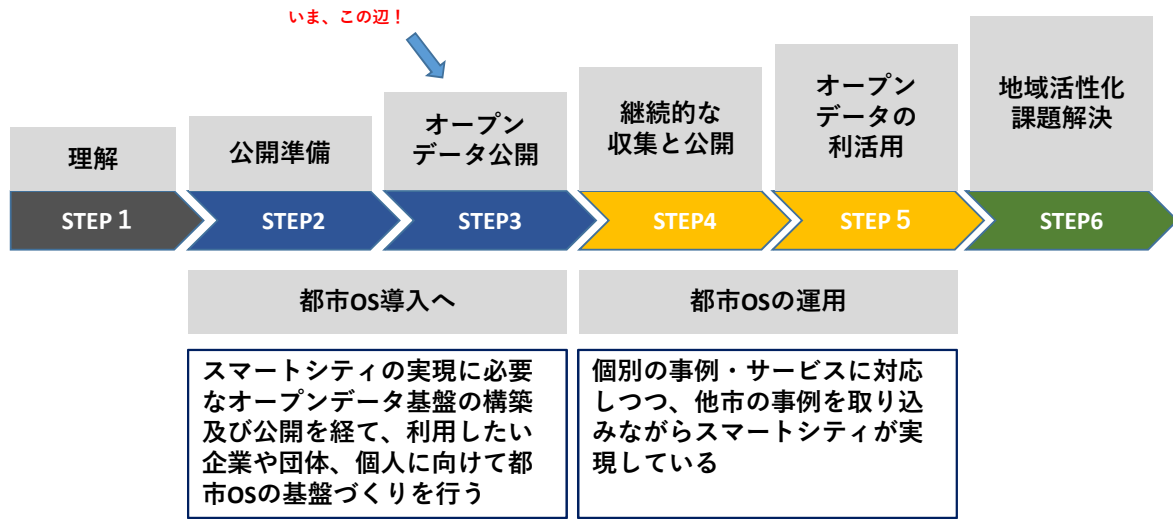 いま、この辺！
理解
公開準備
オープン
データ公開
継続的な
収集と公開
オープン
データの
利活用
地域活性化
課題解決
STEP１
STEP2
STEP3
STEP4
STEP５
STEP6
都市OS導入へ
都市OSの運用
スマートシティの実現に必要
なオープンデータ基盤の構築
及び公開を経て、利用したい
企業や団体、個人に向けて都
市OSの基盤づくりを行う
個別の事例・サービスに対応
しつつ、他市の事例を取り込
みながらスマートシティが実
現している